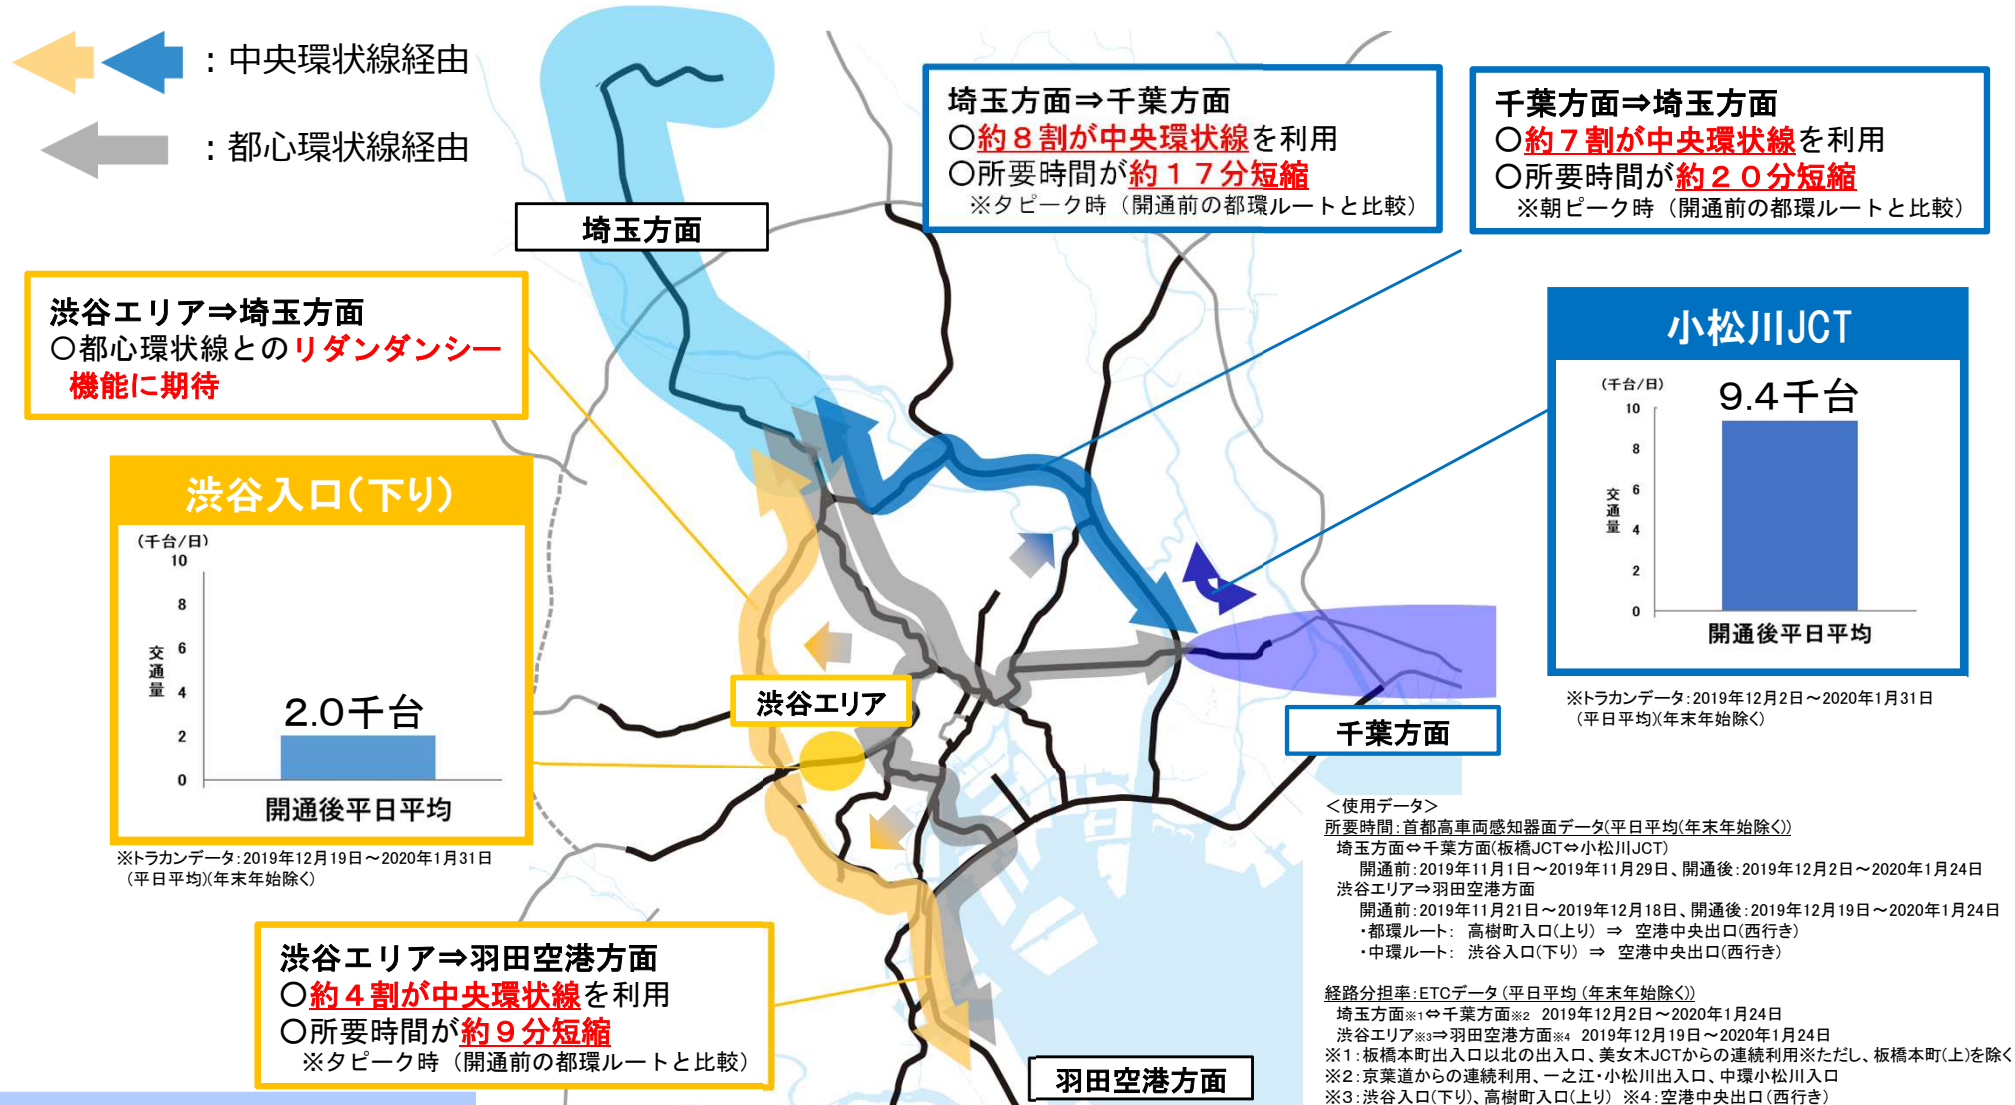 ：中央環状線経由
：都心環状線経由
埼玉方面⇒千葉方面
○約８割が中央環状線を利用
○所要時間が約１７分短縮
※夕ピーク時（開通前の都環ルートと比較）
千葉方面⇒埼玉方面
○約７割が中央環状線を利用
○所要時間が約２０分短縮
※朝ピーク時（開通前の都環ルートと比較）
埼玉方面
渋谷エリア⇒埼玉方面
○都心環状線とのリダンダンシー
機能に期待
小松川JCT
（千台/日）
9.4千台
10
8
6
4
2
0
交通量
開通後平日平均
※トラカンデータ：2019年12月2日～2020年1月31日
（平日平均）（年末年始除く）
渋谷入口（下り）
（千台/日）
10
8
6
4
2
0
交通量
2.0千台
開通後平日平均
※トラカンデータ：2019年12月19日～2020年1月31日
（平日平均）（年末年始除く）
渋谷エリア
千葉方面
渋谷エリア⇒羽田空港方面
○約４割が中央環状線を利用
○所要時間が約９分短縮
※夕ピーク時（開通前の都環ルートと比較）
羽田空港方面
＜使用データ＞
所要時間：首都高車両感知器面データ（平日平均（年末年始除く））
埼玉方面⇔千葉方面（板橋JCT⇔小松川JCT）
開通前：2019年11月1日～2019年11月29日、開通後：2019年12月2日～2020年1月24日
渋谷エリア⇒羽田空港方面
開通前：2019年11月21日～2019年12月18日、開通後：2019年12月19日～2020年1月24日
・都環ルート： 高樹町入口（上り） ⇒ 空港中央出口（西行き）
・中環ルート： 渋谷入口（下り） ⇒ 空港中央出口（西行き）
経路分担率：ETCデータ（平日平均（年末年始除く））
埼玉方面※1⇔千葉方面※2 2019年12月2日～2020年1月24日
渋谷エリア※3⇒羽田空港方面※4 2019年12月19日～2020年1月24日
※1：板橋本町出入口以北の出入口、美女木JCTからの連続利用※ただし、板橋本町（上）を除く
※2：京葉道からの連続利用、一之江・小松川出入口、中環小松川入口
※3：渋谷入口（下り）、高樹町入口（上り） ※4：空港中央出口（西行き）